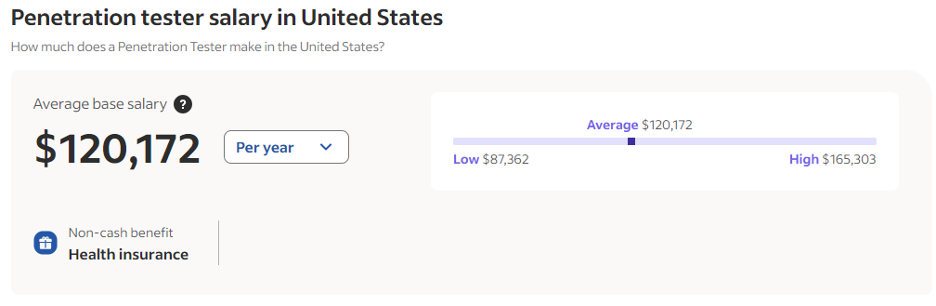 Penetration tester salary in United States
How much does a Penetration Tester make in the United States?
Average base salary ?
$120,172 Per year
Average $120,172
Low $87,362 High $165,303
Non-cash benefit
Health insurance